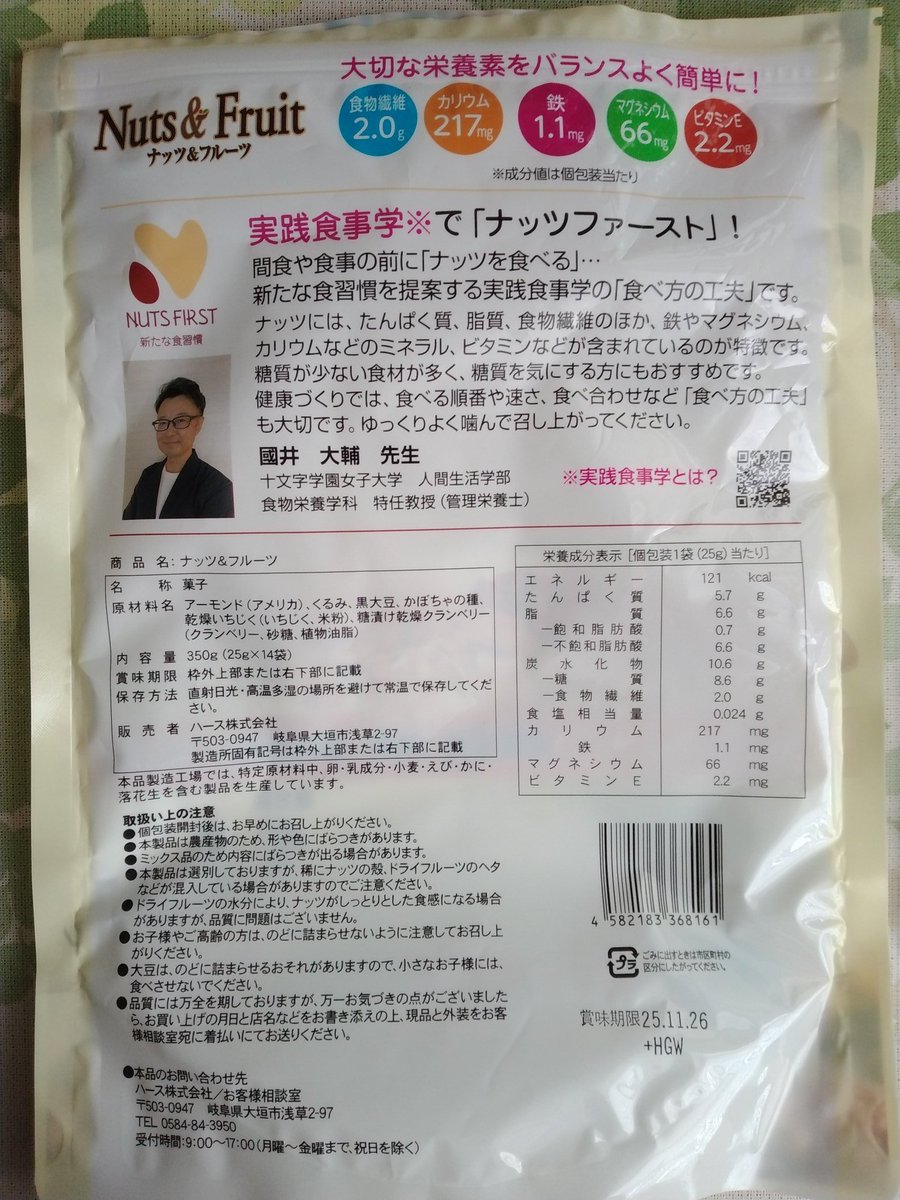 大切な栄養素をバランスよく簡単に!
Nuts & Fruit
ナッツ&フルーツ
食物繊維
2.0g
カリウム
217mg
鉄
1.1mg
マグネシウム
66mg
ビタミンE
2.2mg
※成分値は個包装当たり
NUTS FIRST
新たな食習慣
実践食事学※で「ナッツファースト」!
間食や食事の前に「ナッツを食べる」…
新たな食習慣を提案する実践食事学の「食べ方の工夫」です。
ナッツには、たんぱく質、脂質、食物繊維のほか、鉄やマグネシウム、
カリウムなどのミネラル、ビタミンなどが含まれているのが特徴です。
糖質が少ない食材が多く、糖質を気にする方にもおすすめです。
健康づくりでは、食べる順番や速さ、食べ合わせなど「食べ方の工夫」
も大切です。ゆっくりよく噛んで召し上がってください。
國井 大輔 先生
十文字学園女子大学 人間生活学部
食物栄養学科 特任教授(管理栄養士)
※実践食事学とは?
商品名:ナッツ&フルーツ
名称 菓子
原材料名 アーモンド(アメリカ)、くるみ、黒大豆、かぼちゃの種、
乾燥いちじく(いちじく、米粉)、糖漬け乾燥クランベリー
(クランベリー、砂糖、植物油脂)
内容量 350g(25g×14袋)
賞味期限 枠外上部または右下部に記載
保存方法 直射日光・高温多湿の場所を避けて常温で保存してくだ
さい。
販売者 ハース株式会社
〒503-0947 岐阜県大垣市浅草2-97
製造所固有記号は枠外上部または右下部に記載
本品製造工場では、特定原材料中、卵・乳成分・小麦・えび・かに・
落花生を含む製品を生産しています。
栄養成分表示[個包装1袋(25g)当たり]
エネルギー 121 kcal
たんぱく質 5.7 g
脂質 6.6 g
-飽和脂肪酸 0.7 g
-不飽和脂肪酸 6.6 g
炭水化物 10.6 g
-糖質 8.6 g
-食物繊維 2.0 g
食塩相当量 0.024 g
カリウム 217 mg
鉄 1.1 mg
マグネシウム 66 mg
ビタミンE 2.2 mg
取扱い上の注意
●個包装開封後は、お早めにお召し上がりください。
●本製品は農産物のため、形や色にばらつきがあります。
●ミックス品のため内容にばらつきが出る場合があります。
●本製品は選別しておりますが、稀にナッツの殻、ドライフルーツのヘタ
などが混入している場合がありますのでご注意ください。
●ドライフルーツの水分により、ナッツがしっとりとした食感になる場合
がありますが、品質に問題はございません。
●お子様やご高齢の方は、のどに詰まらせないように注意してお召し上
がりください。
●大豆は、のどに詰まらせるおそれがありますので、小さなお子様には、
食べさせないでください。
●品質には万全を期しておりますが、万一お気づきの点がございました
ら、お買い上げの月日と店名などをお書き添えの上、現品と外装をお客
様相談室宛に着払いにてお送りください。
●本品のお問い合わせ先
ハース株式会社/お客様相談室
〒503-0947 岐阜県大垣市浅草2-97
TEL 0584-84-3950
受付時間:9:00~17:00(月曜~金曜まで、祝日を除く)
4 582183 368161
プラ
ごみに出すときは市区町村の
区分にしたがってください。
賞味期限25.11.26
+HGW